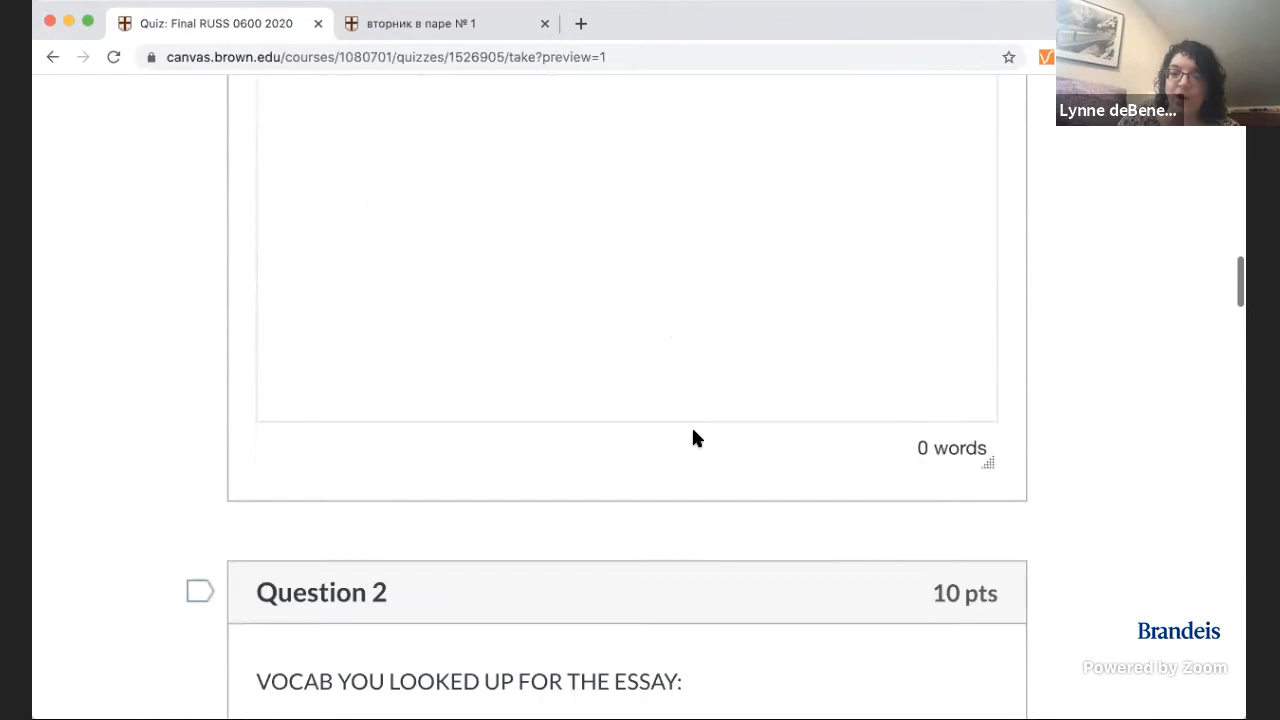 Quiz: Final RUSS 0600 2020
вторник в паре № 1
canvas.brown.edu/courses/1080701/quizzes/1526905/take?preview=1
Lynne deBene...
0 words
Question 2
10 pts
VOCAB YOU LOOKED UP FOR THE ESSAY:
Brandeis
Powered by Zoom